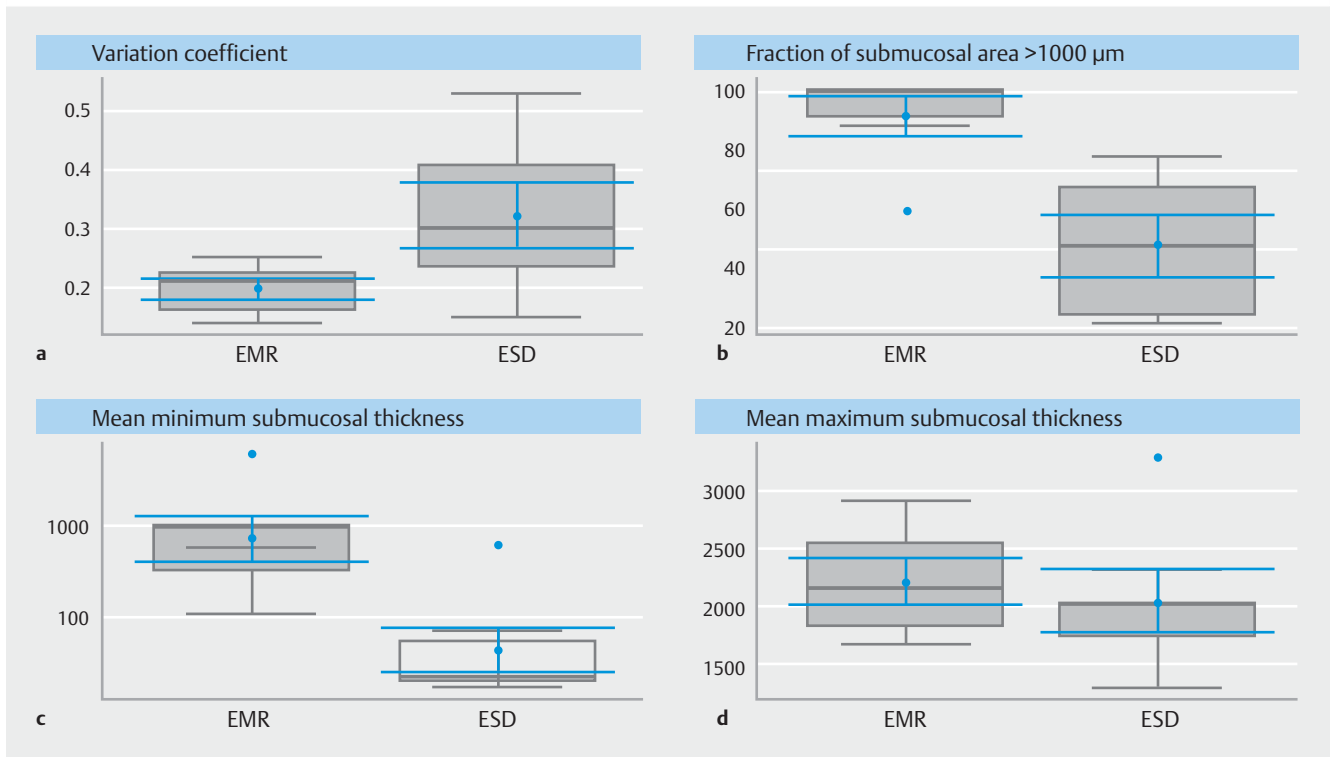 Variation coefficient
0.5
0.4
0.3
0.2
a
EMR
ESD
Fraction of submucosal area >1000 µm
100
80
60
40
20
b
EMR
ESD
Mean minimum submucosal thickness
1000
100
c
EMR
ESD
Mean maximum submucosal thickness
3000
2500
2000
1500
d
EMR
ESD